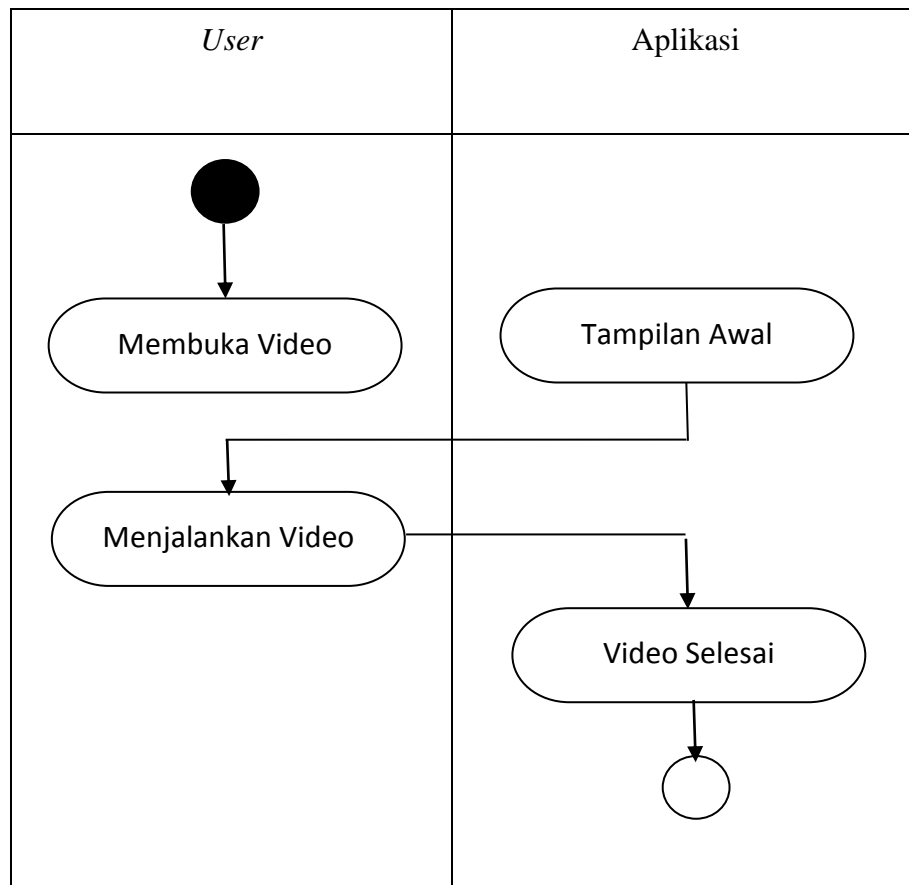 User
Aplikasi
Membuka Video
Tampilan Awal
Menjalankan Video
Video Selesai